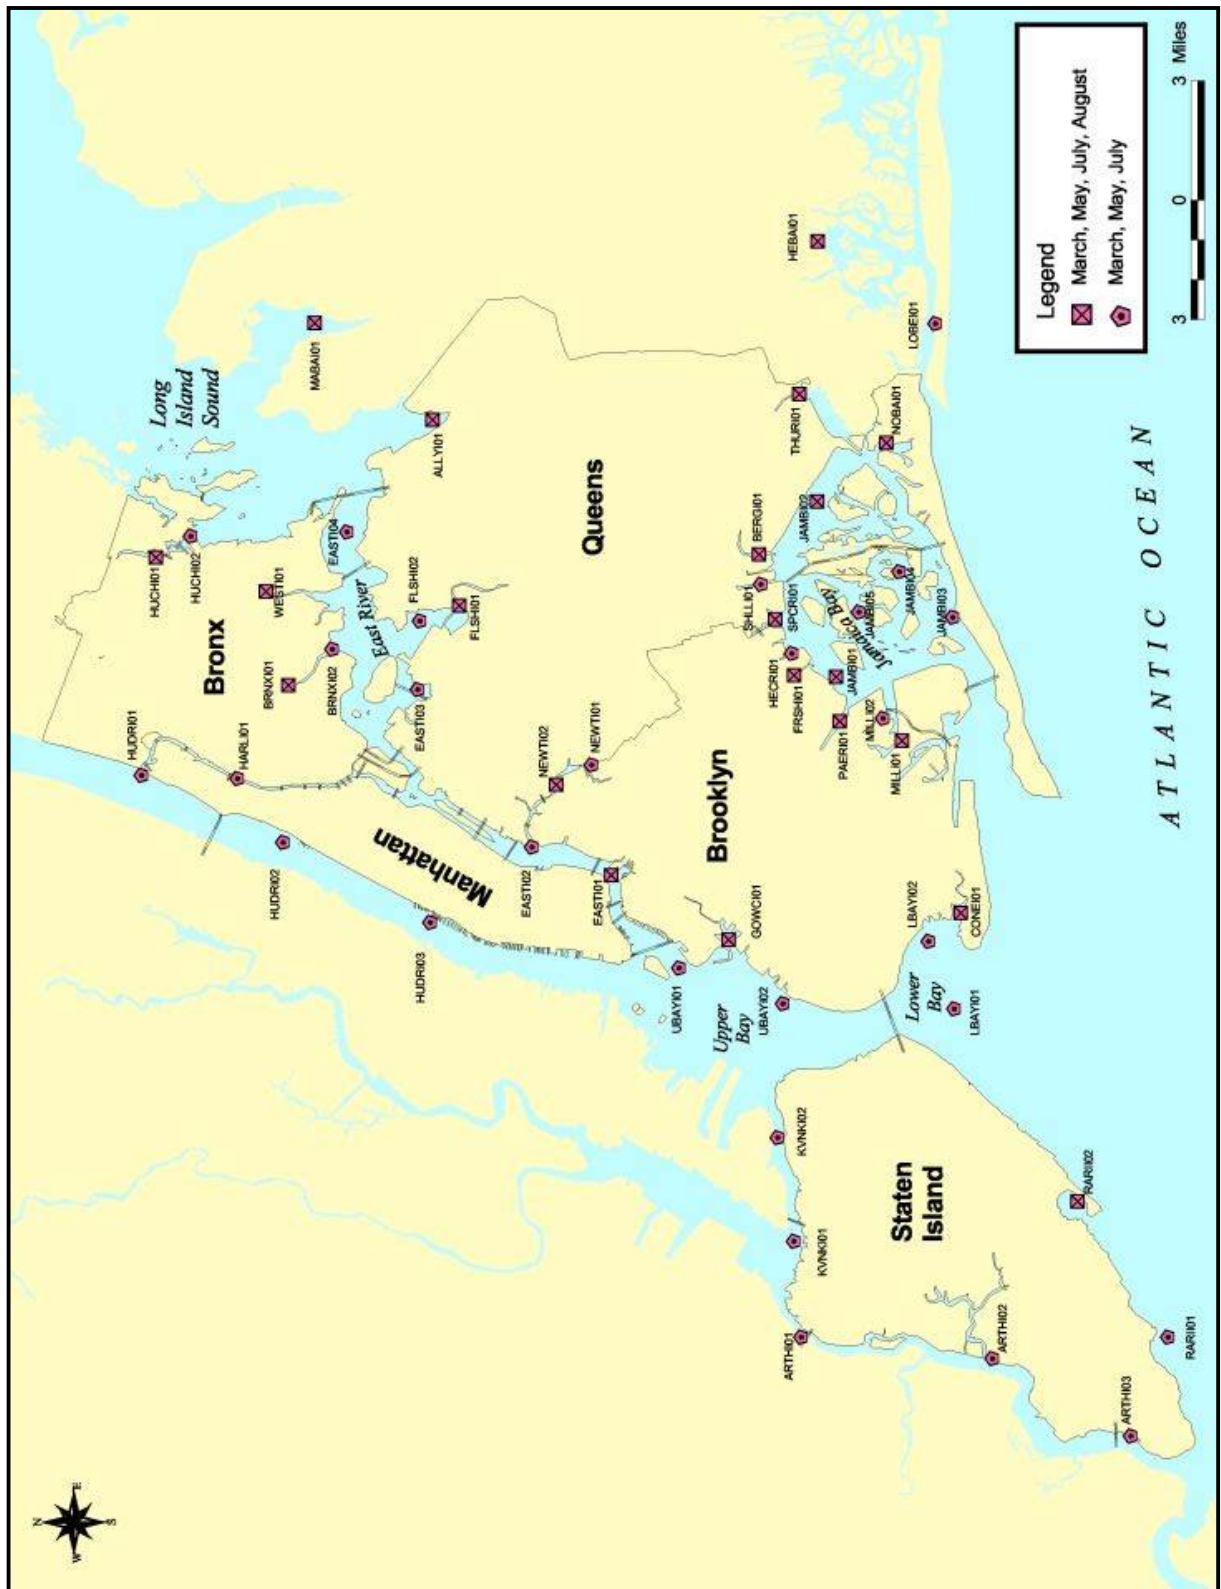 N
W
E
S
Long
Island
Sound
HUDRI01
HUCHI01
HUCHI02
HARLI01
Bronx
WESTI01
BRNXI01
BRNXI02
EASTI04
East River
MABAI01
HUDRI02
HUDRI03
Manhattan
EASTI03
FLSHI02
FLSHI01
ALLYI01
Queens
NEWTI02
NEWTI01
EASTI02
EASTI01
Brooklyn
GOWCI01
UBAYI01
UBAYI02
Upper
Bay
BERGI01
SHLLI01
SPCRI01
HECRI01
FRSHI01
PAERI01
JAMBI01
JAMBI02
JAMBI05
Jamaica Bay
JAMBI04
JAMBI03
MILLI02
MILLI01
THURI01
NOBAI01
HEBAI01
LOBEI01
LBAYI02
CONEI01
Lower
Bay
LBAYI01
KVNKI02
KVNKI01
Staten
Island
ARTHI01
ARTHI02
ARTHI03
RARII02
RARII01
ATLANTIC OCEAN
Legend
March, May, July, August
March, May, July
3 0 3 Miles